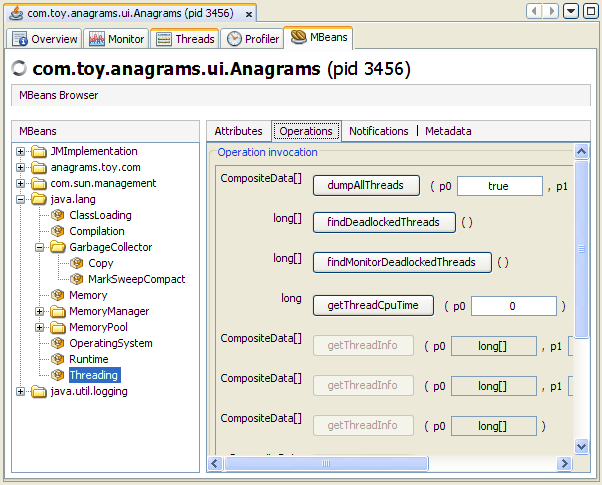 com.toy.anagrams.ui.Anagrams (pid 3456)
Overview Monitor Threads Profiler MBeans
com.toy.anagrams.ui.Anagrams (pid 3456)
MBeans Browser
MBeans
JMImplementation
anagrams.toy.com
com.sun.management
java.lang
ClassLoading
Compilation
GarbageCollector
Copy
MarkSweepCompact
Memory
MemoryManager
MemoryPool
OperatingSystem
Runtime
Threading
java.util.logging
Attributes Operations Notifications Metadata
Operation invocation
CompositeData[] dumpAllThreads ( p0 true , p1
long[] findDeadlockedThreads ( )
long[] findMonitorDeadlockedThreads ( )
long getThreadCpuTime ( p0 0 )
CompositeData[] getThreadInfo ( p0 long[] , p1
CompositeData[] getThreadInfo ( p0 long[] , p1
CompositeData[] getThreadInfo ( p0 long[] )